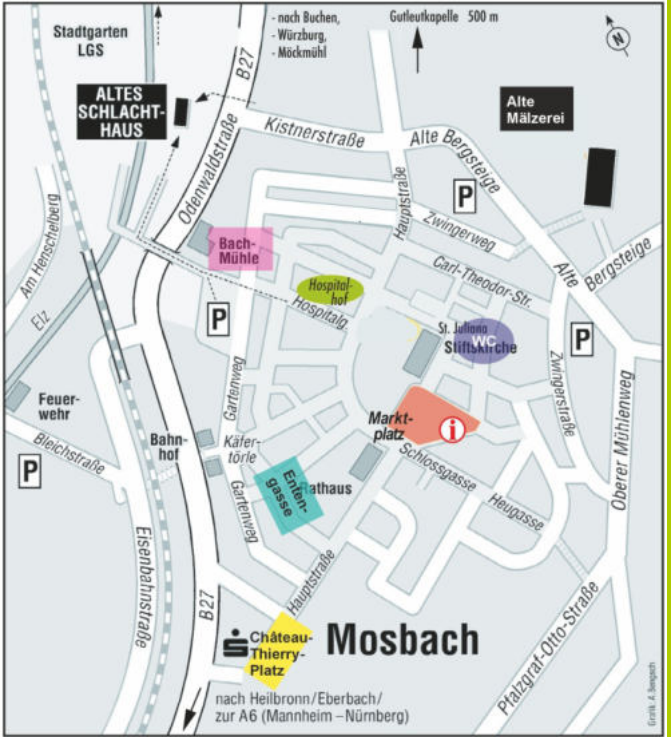 - nach Buchen,
- Würzburg,
- Möckmühl
Gutleutkapelle 500 m
N
Stadtgarten
LGS
B27
ALTES
SCHLACHT-
HAUS
Alte
Mälzerei
Kistnerstraße
Alte Bergsteige
Odenwaldstraße
Hauptstraße
P
Zwingerweg
Am Henschelberg
Bach-
Mühle
Carl-Theodor-Str.
Alte Bergsteige
Hospital-
hof
Hospitalg.
Elz
P
St. Juliana
Stiftskirche
WC
P
Feuer-
wehr
Gartenweg
Markt-
platz
i
Zwingerstraße
Oberer Mühlenweg
Bleichstraße
Bahn-
hof
Käfer-
törle
Schlossgasse
P
Enten-
gasse
Rathaus
Heugasse
Gartenweg
Eisenbahnstraße
B27
Hauptstraße
Pfalzgraf-Otto-Straße
Château-
Thierry-
Platz
Mosbach
nach Heilbronn/Eberbach/
zur A6 (Mannheim – Nürnberg)
Grafik: A. Bengsch